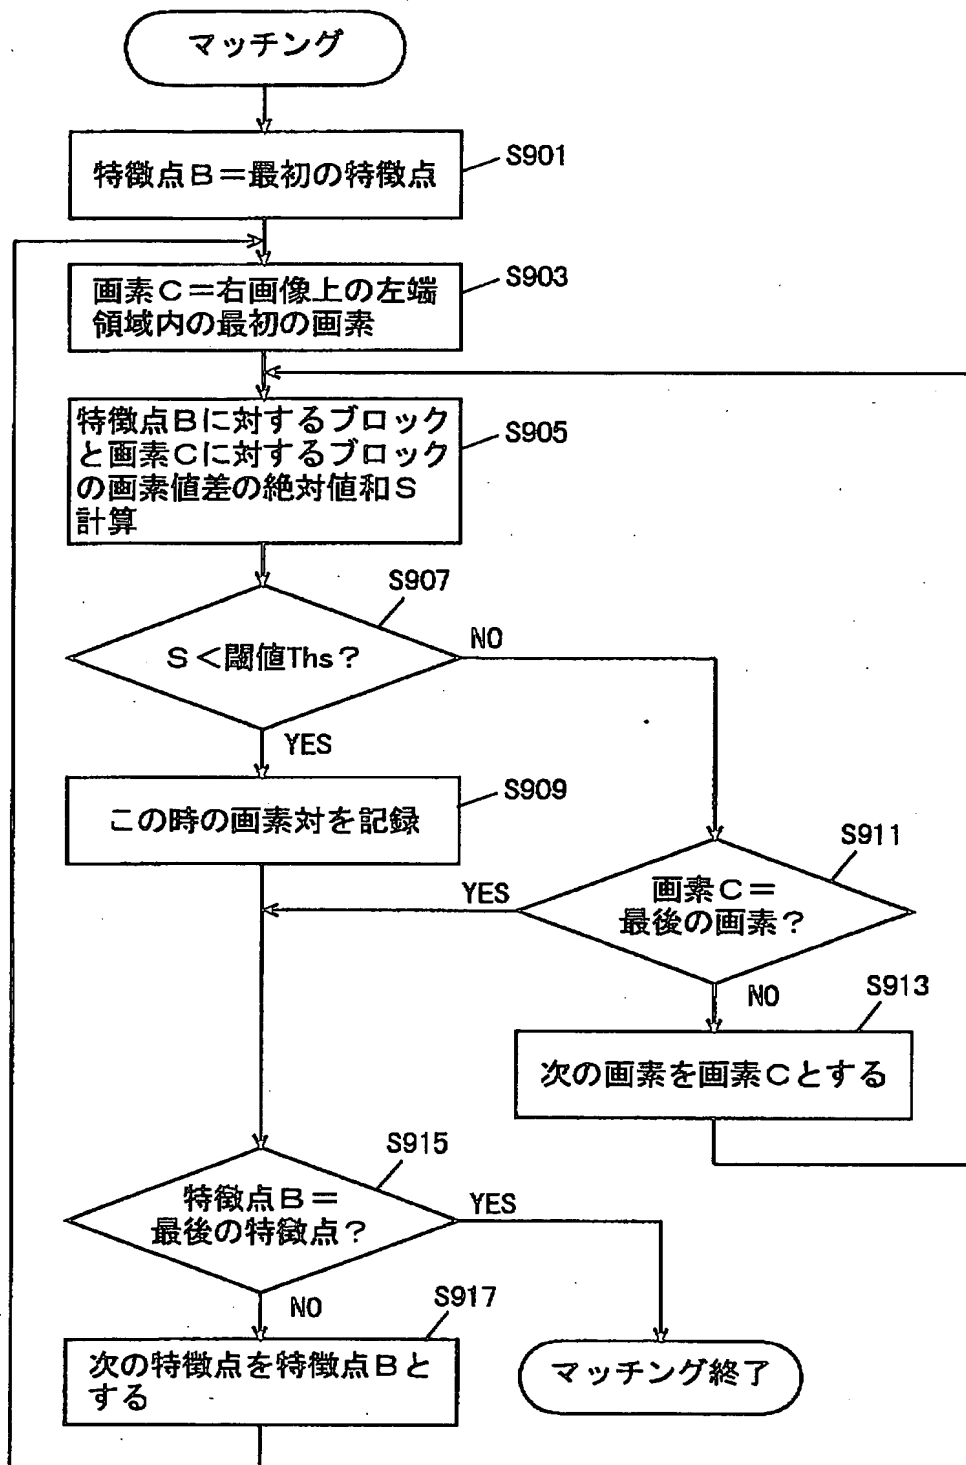 マッチング
特徴点B＝最初の特徴点
S901
画素C＝右画像上の左端
領域内の最初の画素
S903
特徴点Bに対するブロック
と画素Cに対するブロック
の画素値差の絶対値和S
計算
S905
S907
S＜閾値Ths？
NO
YES
この時の画素対を記録
S909
S911
画素C＝
最後の画素？
YES
NO
S913
次の画素を画素Cとする
S915
特徴点B＝
最後の特徴点？
YES
NO
S917
次の特徴点を特徴点Bと
する
マッチング終了